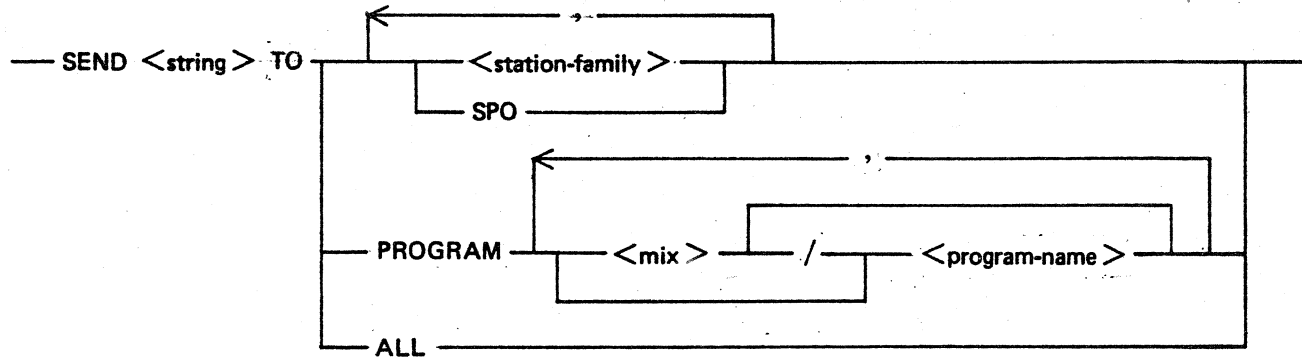 ,
SEND <string> TO <station-family>
SPO
,
PROGRAM <mix> / <program-name>
ALL